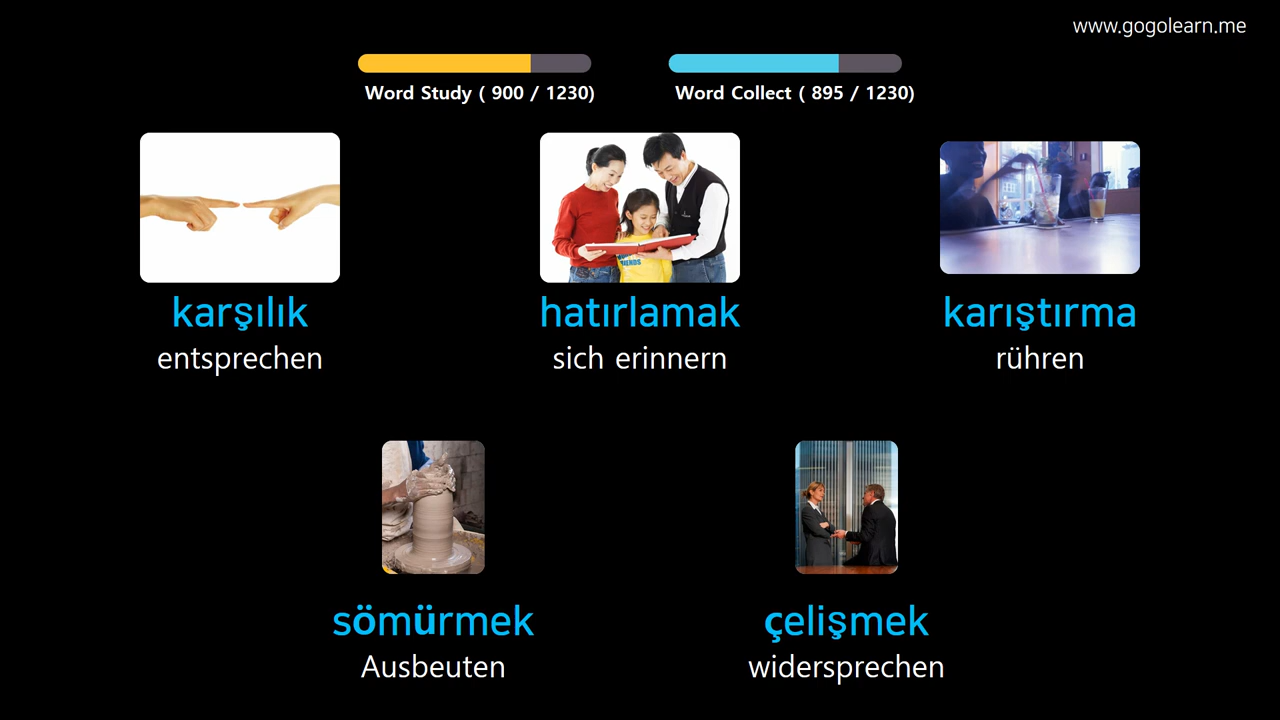 www.gogolearn.me
Word Study ( 900 / 1230)
Word Collect ( 895 / 1230)
karşılık
entsprechen
hatırlamak
sich erinnern
karıştırma
rühren
sömürmek
Ausbeuten
çelişmek
widersprechen